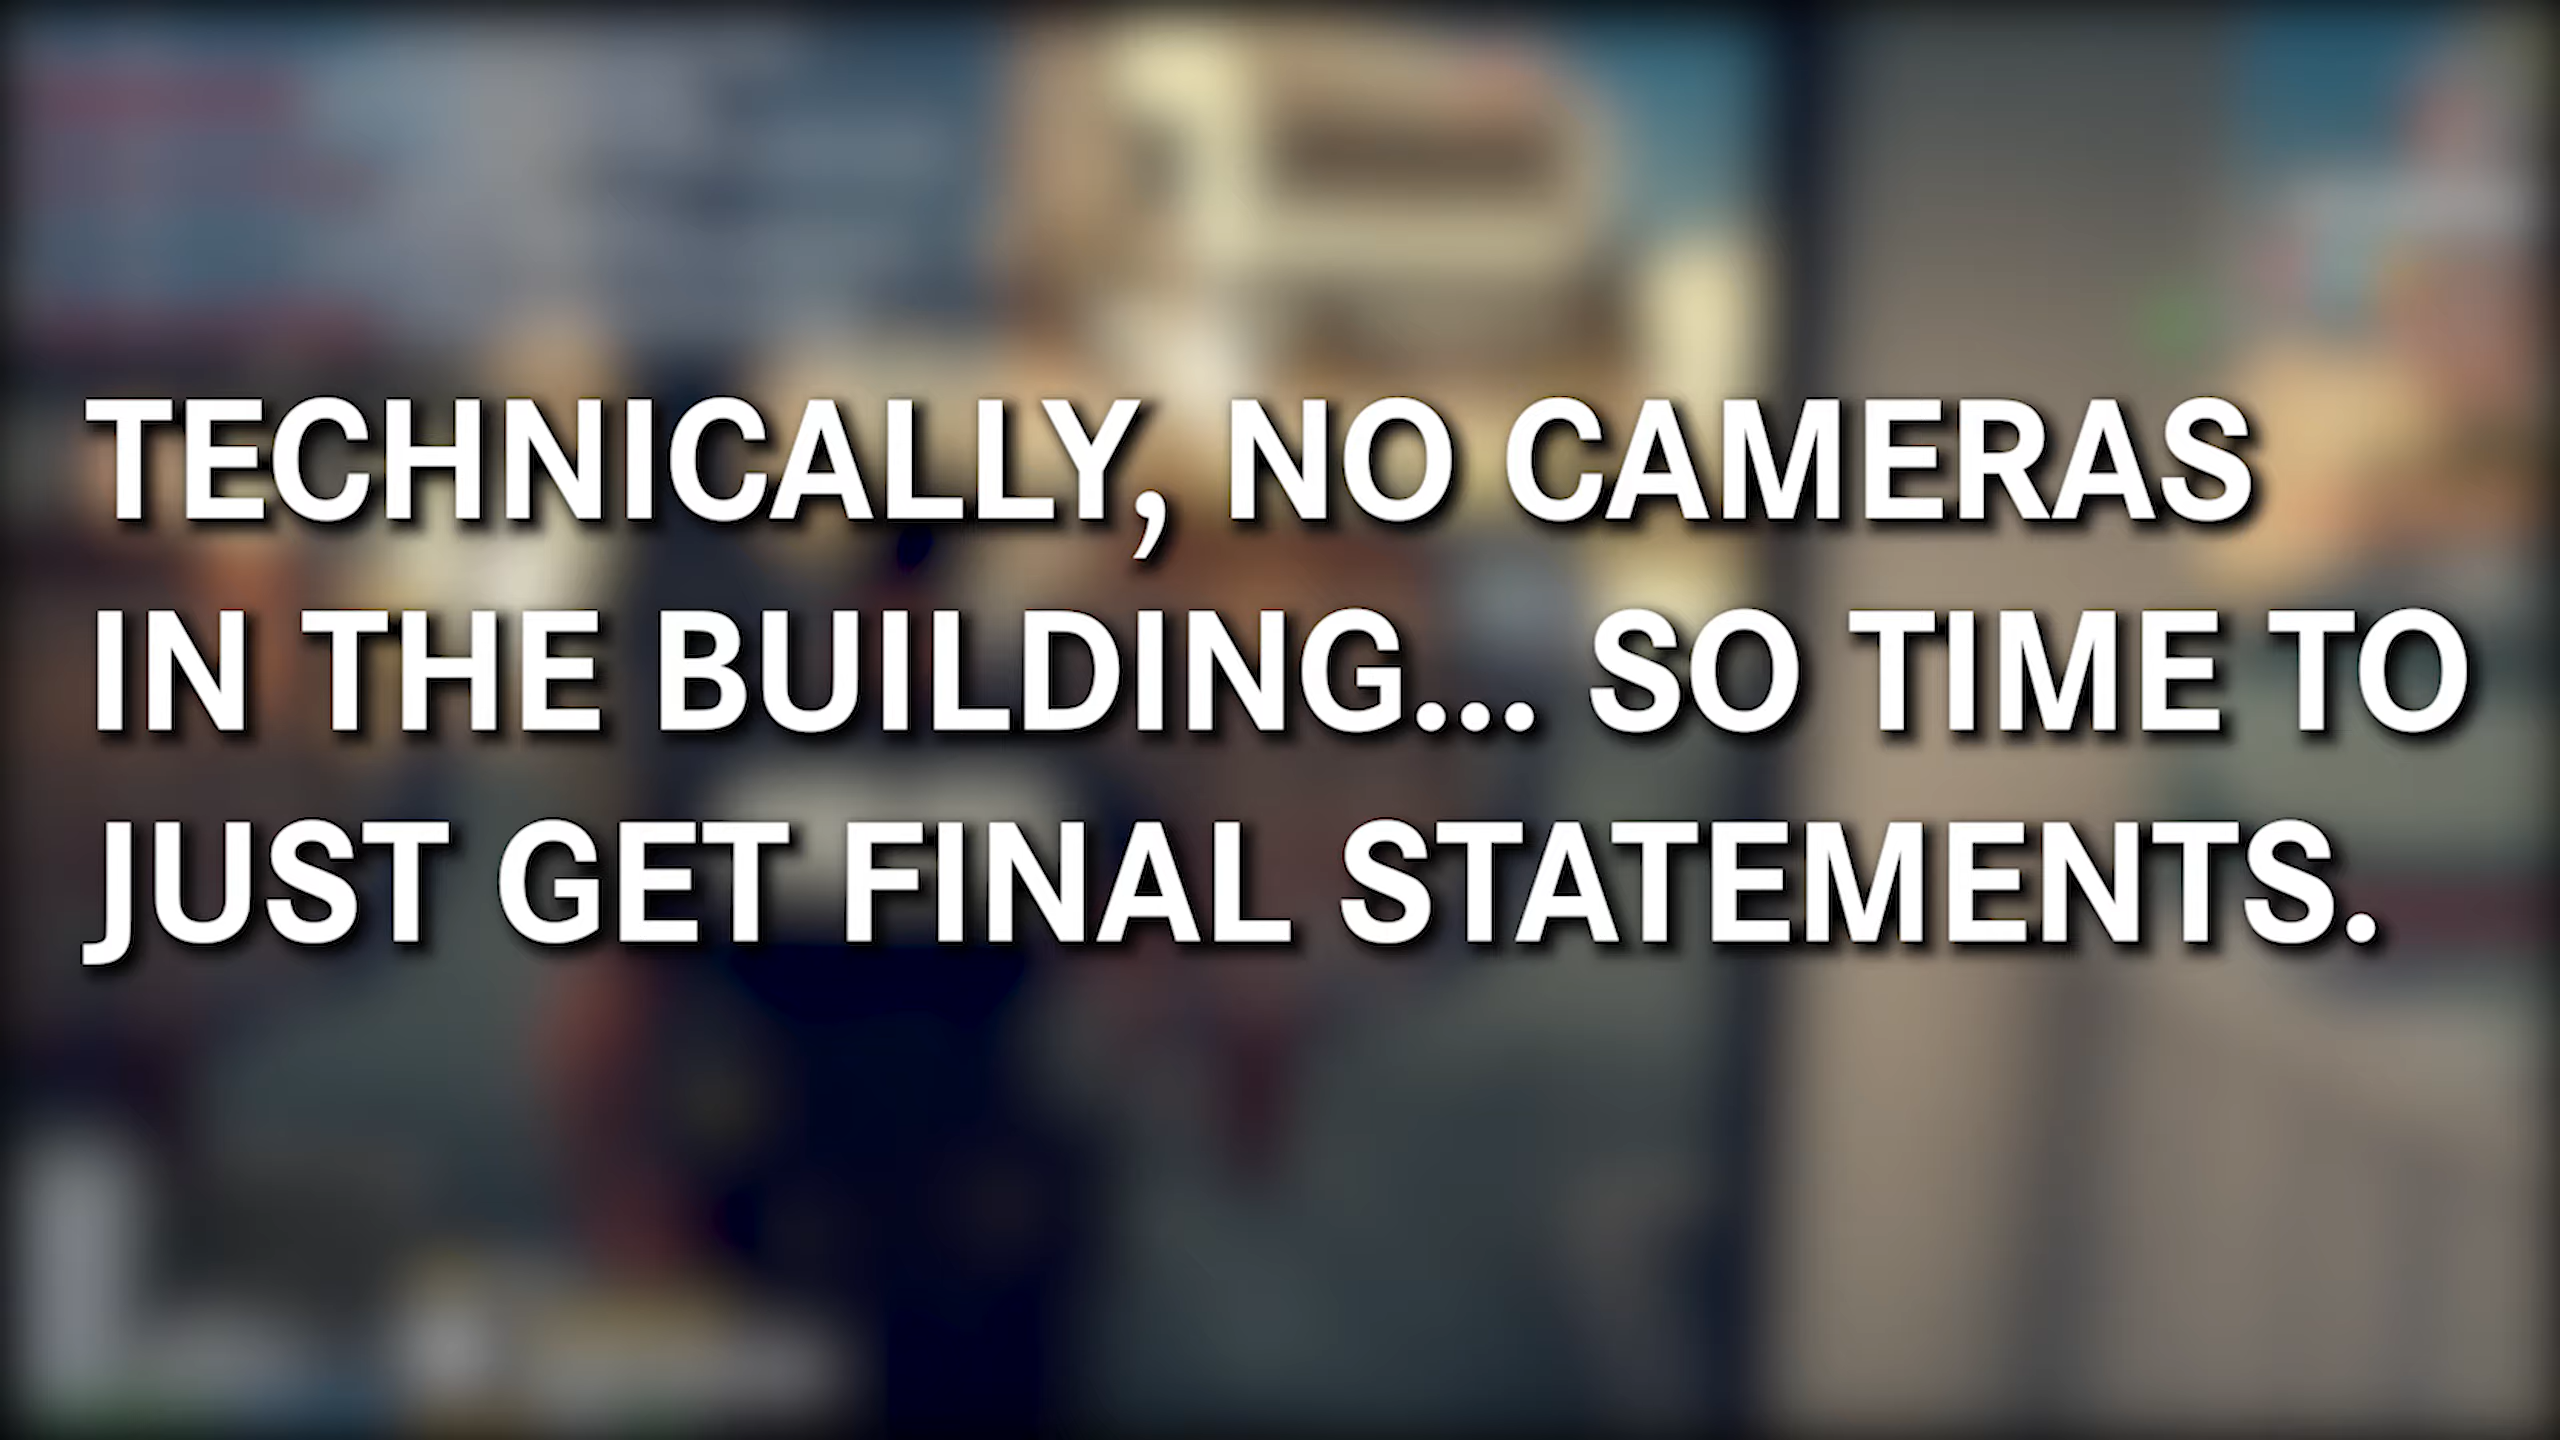 TECHNICALLY, NO CAMERAS
IN THE BUILDING... SO TIME TO
JUST GET FINAL STATEMENTS.